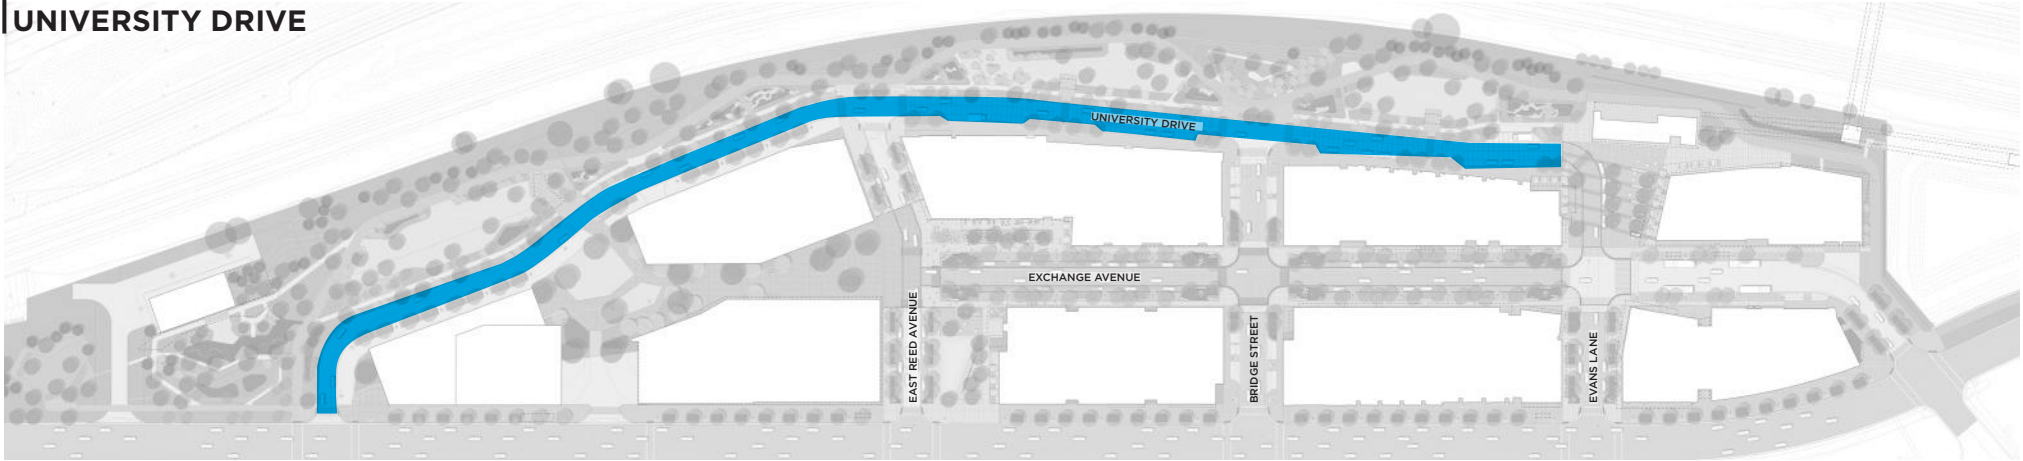 UNIVERSITY DRIVE
UNIVERSITY DRIVE
EXCHANGE AVENUE
EAST REED AVENUE
BRIDGE STREET
EVANS LANE